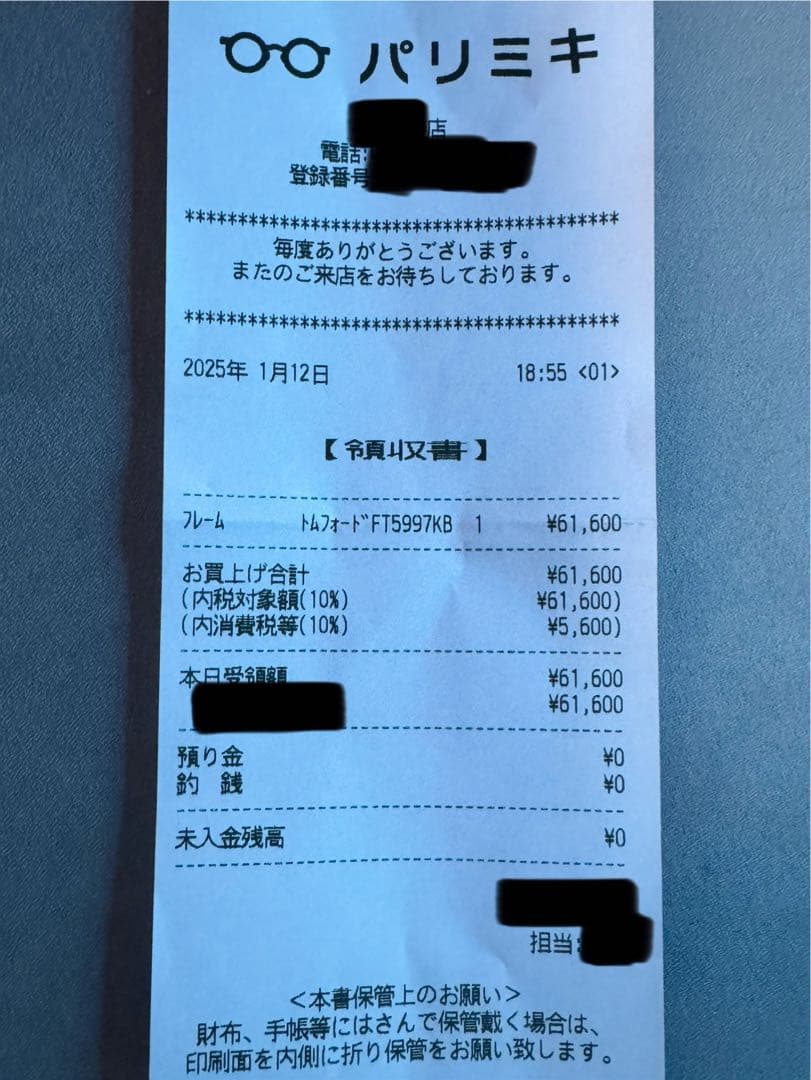 パリミキ
店
電話:
登録番号
*****************************************
毎度ありがとうございます。
またのご来店をお待ちしております。
*****************************************
2025年 1月12日 18:55 <01>
【領収書】
ﾌﾚｰﾑ ﾄﾑﾌｫｰﾄﾞFT5997KB 1 ¥61,600
お買上げ合計 ¥61,600
(内税対象額(10%) ¥61,600)
(内消費税等(10%) ¥5,600)
本日受領額 ¥61,600
¥61,600
預り金 ¥0
釣 銭 ¥0
未入金残高 ¥0
担当:
<本書保管上のお願い>
財布、手帳等にはさんで保管戴く場合は、
印刷面を内側に折り保管をお願い致します。